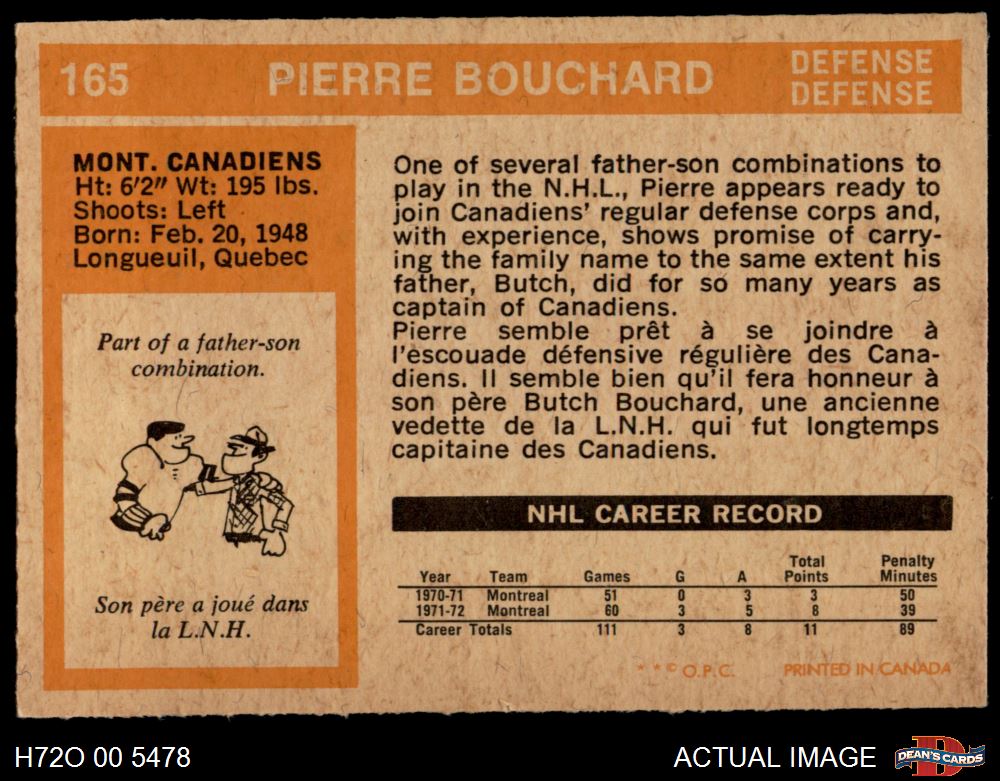 165 PIERRE BOUCHARD DEFENSE
DEFENSE
MONT. CANADIENS
Ht: 6'2" Wt: 195 lbs.
Shoots: Left
Born: Feb. 20, 1948
Longueuil, Quebec
Part of a father-son
combination.
Son père a joué dans
la L.N.H.
One of several father-son combinations to
play in the N.H.L., Pierre appears ready to
join Canadiens' regular defense corps and,
with experience, shows promise of carry-
ing the family name to the same extent his
father, Butch, did for so many years as
captain of Canadiens.
Pierre semble prêt à se joindre à
l'escouade défensive régulière des Cana-
diens. Il semble bien qu'il fera honneur à
son père Butch Bouchard, une ancienne
vedette de la L.N.H. qui fut longtemps
capitaine des Canadiens.
NHL CAREER RECORD
Total Penalty
Year Team Games G A Points Minutes
1970-71 Montreal 51 0 3 3 50
1971-72 Montreal 60 3 5 8 39
Career Totals 111 3 8 11 89
* * © O.P.C. PRINTED IN CANADA
H72O 00 5478 ACTUAL IMAGE
D
DEAN'S CARDS